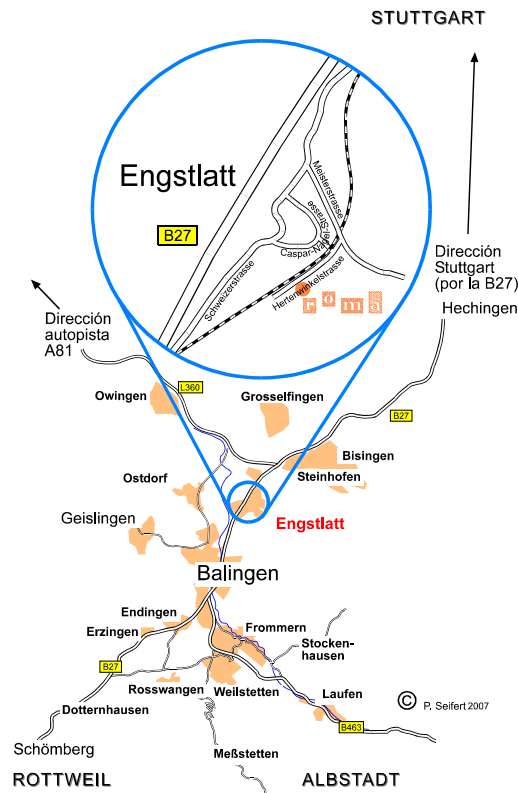 STUTTGART
Engstlatt
B27
Meisterstrasse
Caspar-Nagel-Strasse
Schweizerstrasse
Hertenwinkelstrasse
roma
Dirección
Stuttgart
(por la B27)
Hechingen
Dirección
autopista
A81
L360
Owingen
Grosselfingen
B27
Bisingen
Steinhofen
Ostdorf
Engstlatt
Geislingen
Balingen
Endingen
Frommern
Erzingen
Stocken-
hausen
B27
Rosswangen
Weilstetten
Laufen
Dotternhausen
© P. Seifert 2007
B463
Schömberg
Meßstetten
ROTTWEIL
ALBSTADT